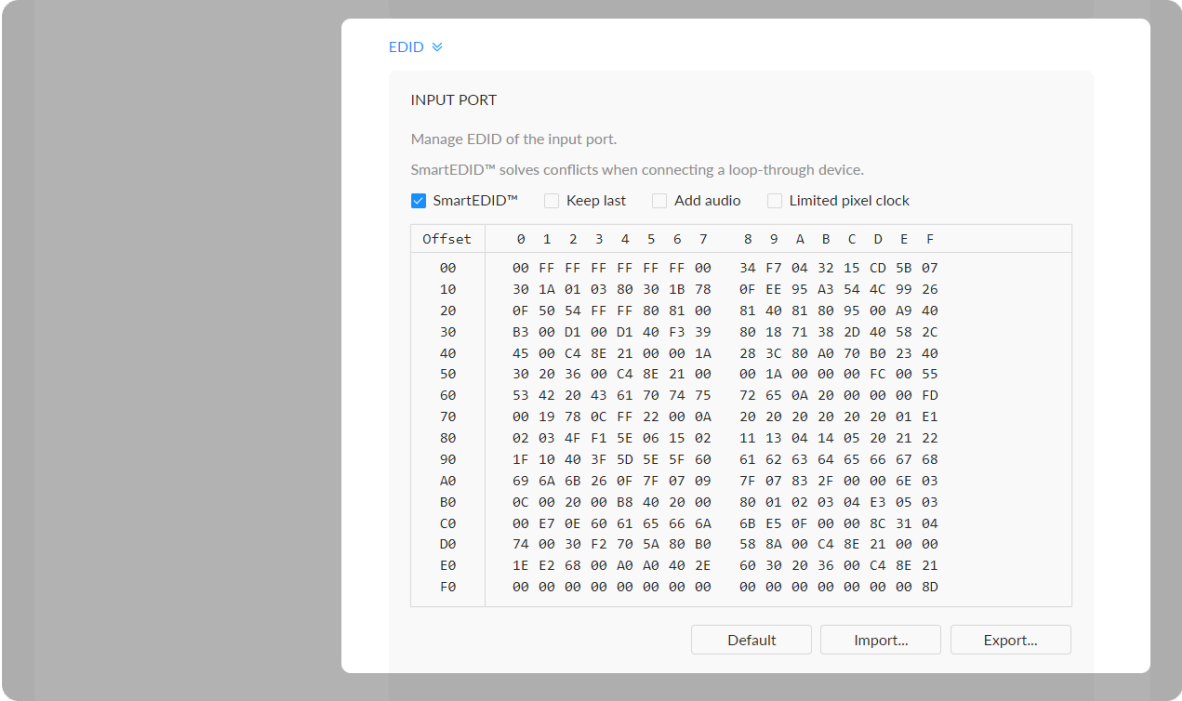 EDID
INPUT PORT
Manage EDID of the input port.
SmartEDID™ solves conflicts when connecting a loop-through device.
SmartEDID™ Keep last Add audio Limited pixel clock
Offset 0 1 2 3 4 5 6 7 8 9 A B C D E F
00 00 FF FF FF FF FF FF 00 34 F7 04 32 15 CD 5B 07
10 30 1A 01 03 80 30 1B 78 0F EE 95 A3 54 4C 99 26
20 0F 50 54 FF FF 80 81 00 81 40 81 80 95 00 A9 40
30 B3 00 D1 00 D1 40 F3 39 80 18 71 38 2D 40 58 2C
40 45 00 C4 8E 21 00 00 1A 28 3C 80 A0 70 B0 23 40
50 30 20 36 00 C4 8E 21 00 00 1A 00 00 00 FC 00 55
60 53 42 20 43 61 70 74 75 72 65 0A 20 00 00 00 FD
70 00 19 78 0C FF 22 00 0A 20 20 20 20 20 20 01 E1
80 02 03 4F F1 5E 06 15 02 11 13 04 14 05 20 21 22
90 1F 10 40 3F 5D 5E 5F 60 61 62 63 64 65 66 67 68
A0 69 6A 6B 26 0F 7F 07 09 7F 07 83 2F 00 00 6E 03
B0 0C 00 20 00 B8 40 20 00 80 01 02 03 04 E3 05 03
C0 00 E7 0E 60 61 65 66 6A 6B E5 0F 00 00 8C 31 04
D0 74 00 30 F2 70 5A 80 B0 58 8A 00 C4 8E 21 00 00
E0 1E E2 68 00 A0 A0 40 2E 60 30 20 36 00 C4 8E 21
F0 00 00 00 00 00 00 00 00 00 00 00 00 00 00 00 8D
Default Import... Export...